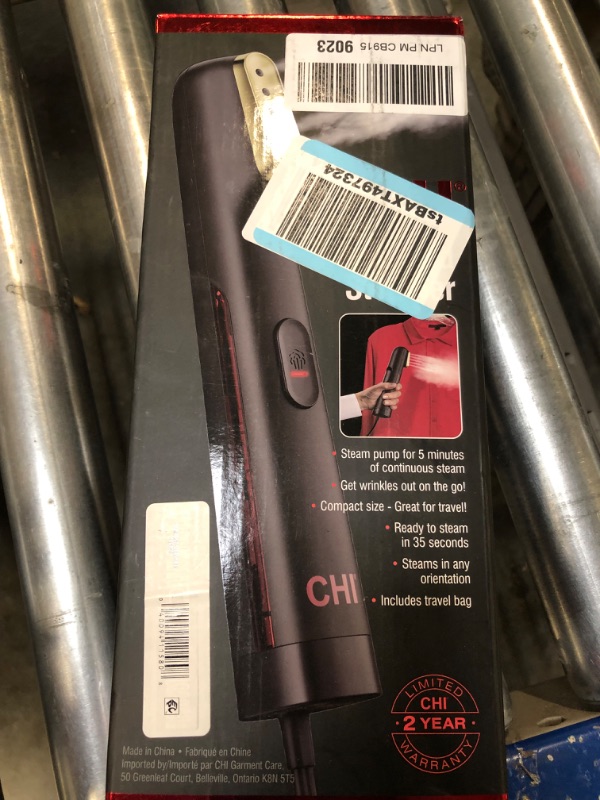 LPN PM CB915 9023
tsBAXT497324
Steam pump for 5 minutes
of continuous steam
Get wrinkles out on the go!
• Compact size - Great for travel!
• Ready to steam
in 35 seconds
• Steams in any
orientation
• Includes travel bag
CHI
LIMITED
CHI
• 2 YEAR •
WARRANTY
Made in China • Fabriqué en Chine
Imported by/Importé par CHI Garment Care,
50 Greenleaf Court, Belleville, Ontario K8N 5T5